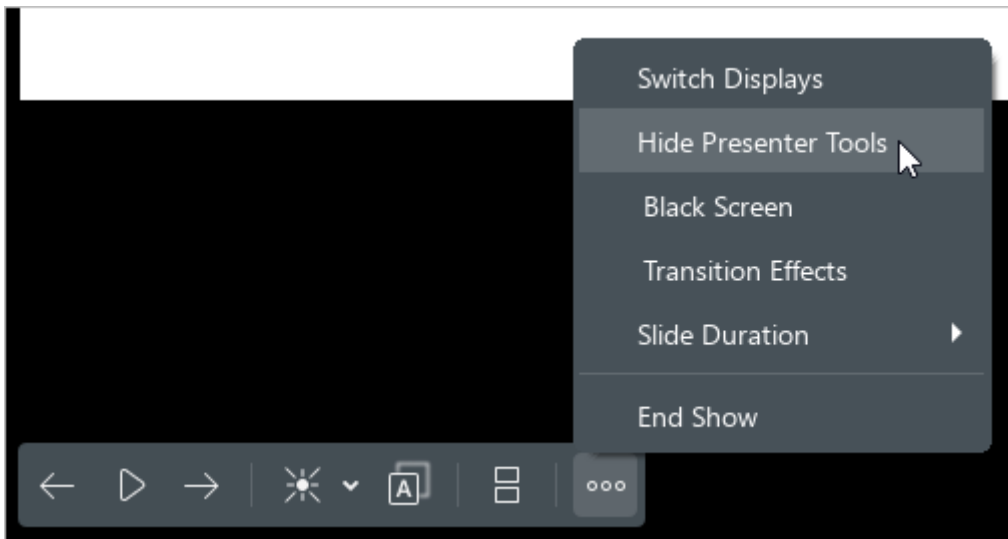 Switch Displays
Hide Presenter Tools
Black Screen
Transition Effects
Slide Duration
End Show
A